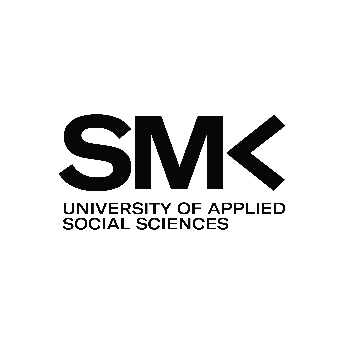 SMK
UNIVERSITY OF APPLIED
SOCIAL SCIENCES